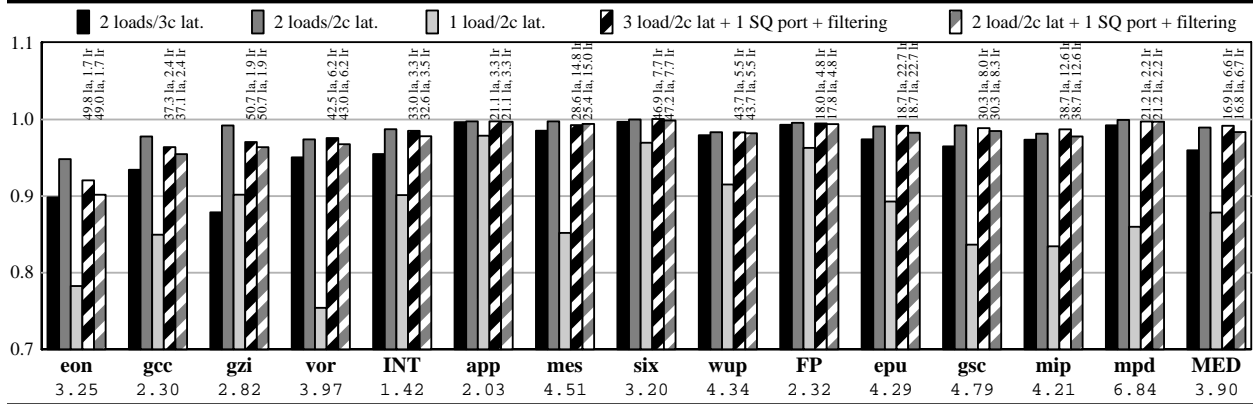 2 loads/3c lat. 2 loads/2c lat. 1 load/2c lat. 3 load/2c lat + 1 SQ port + filtering 2 load/2c lat + 1 SQ port + filtering
1.1
1.0
0.9
0.8
0.7
49.8 la, 1.7 lr
49.0 la, 1.7 lr
37.3 la, 2.4 lr
37.1 la, 2.4 lr
50.7 la, 1.9 lr
50.7 la, 1.9 lr
42.5 la, 6.2 lr
43.0 la, 6.2 lr
33.0 la, 3.3 lr
32.6 la, 3.5 lr
21.1 la, 3.3 lr
21.1 la, 3.3 lr
28.6 la, 14.8 lr
25.4 la, 15.0 lr
46.9 la, 7.7 lr
47.2 la, 7.7 lr
43.7 la, 5.5 lr
43.7 la, 5.5 lr
18.0 la, 4.8 lr
17.8 la, 4.8 lr
18.7 la, 22.7 lr
18.7 la, 22.7 lr
30.3 la, 8.0 lr
30.3 la, 8.3 lr
38.7 la, 12.6 lr
38.7 la, 12.6 lr
21.2 la, 2.2 lr
21.2 la, 2.2 lr
16.9 la, 6.6 lr
16.8 la, 6.7 lr
eon gcc gzi vor INT app mes six wup FP epu gsc mip mpd MED
3.25 2.30 2.82 3.97 1.42 2.03 4.51 3.20 4.34 2.32 4.29 4.79 4.21 6.84 3.90